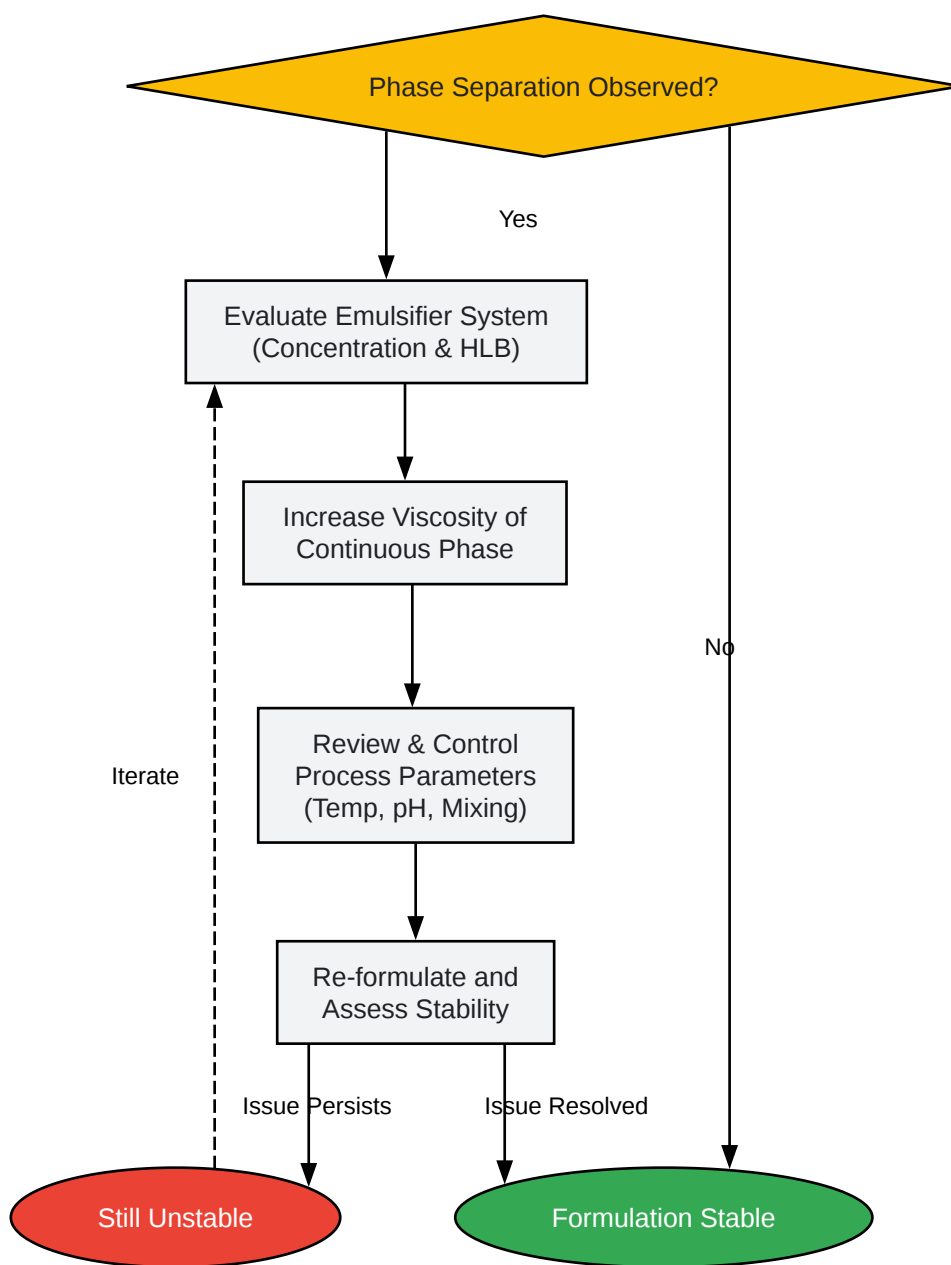 Phase Separation Observed?
Yes
Evaluate Emulsifier System
(Concentration & HLB)
Increase Viscosity of
Continuous Phase
No
Review & Control
Process Parameters
(Temp, pH, Mixing)
Iterate
Re-formulate and
Assess Stability
Issue Persists
Issue Resolved
Still Unstable
Formulation Stable